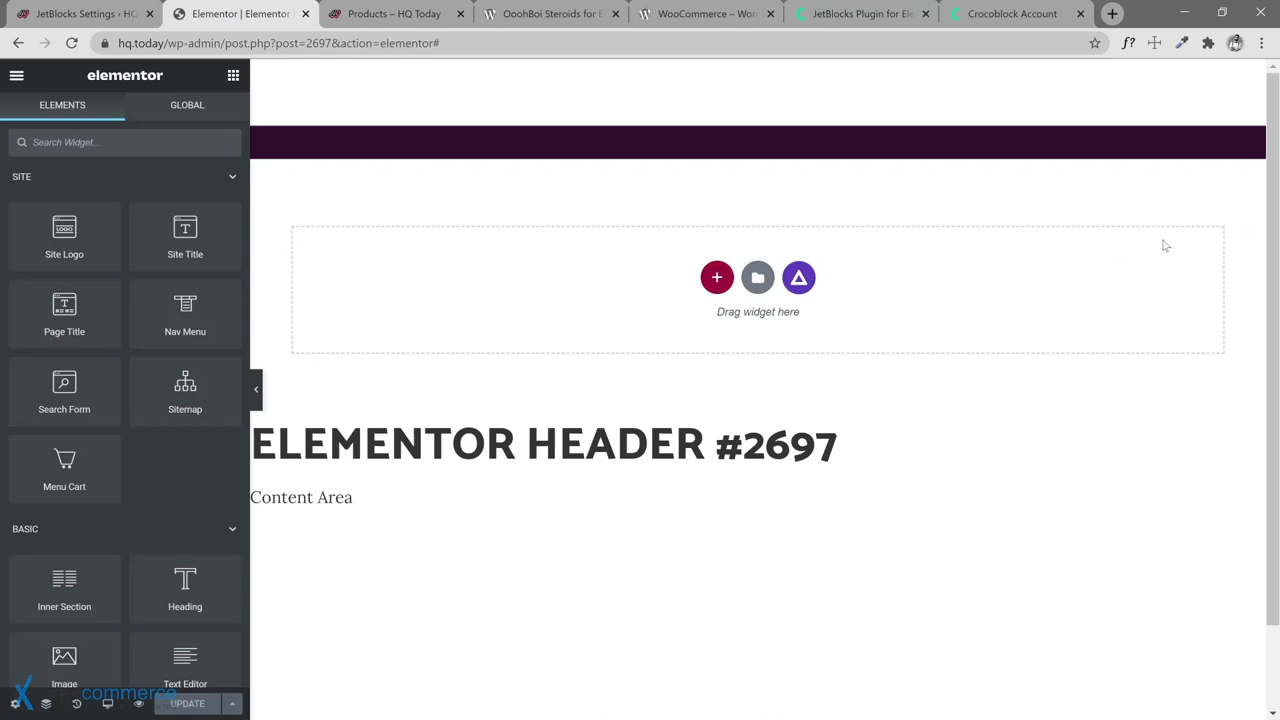 JetBlocks Settings ‹ HQ
Elementor | Elementor
Products – HQ Today
OoohBoi Steroids for E
WooCommerce – Wor
JetBlocks Plugin for Ele
Crocoblock Account
hq.today/wp-admin/post.php?post=2697&action=elementor#
elementor
ELEMENTS
GLOBAL
Search Widget...
SITE
LOGO
Site Logo
Site Title
Page Title
Nav Menu
Search Form
Sitemap
Menu Cart
BASIC
Inner Section
Heading
Image
Text Editor
commerce
UPDATE
Drag widget here
ELEMENTOR HEADER #2697
Content Area